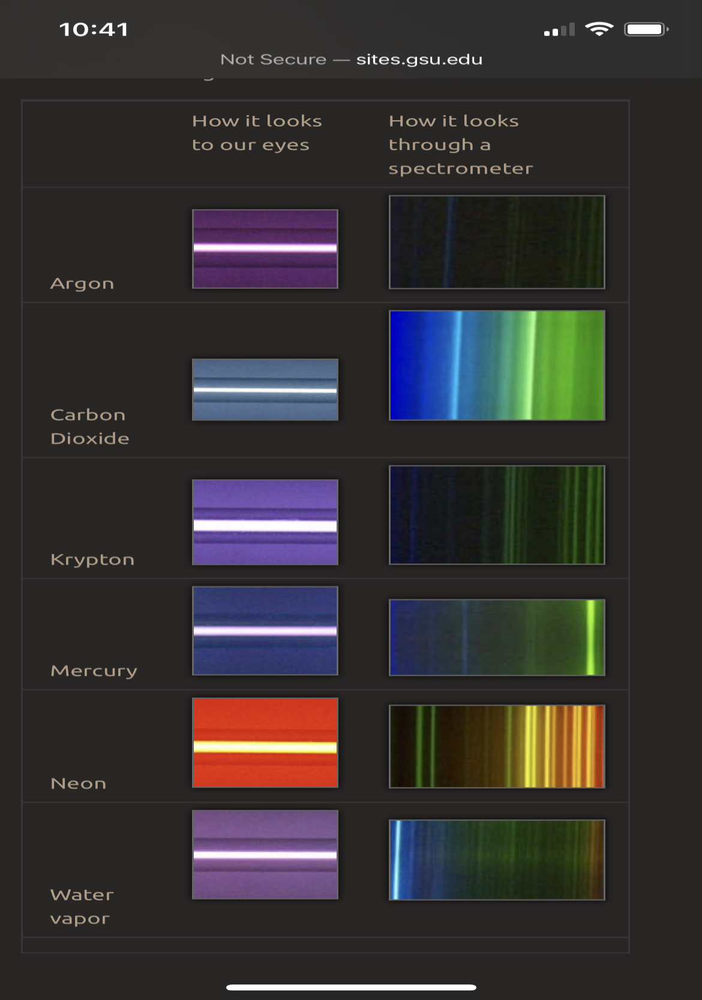 10:41
Not Secure — sites.gsu.edu
How it looks
to our eyes
How it looks
through a
spectrometer
Argon
Carbon
Dioxide
Krypton
Mercury
Neon
Water
vapor